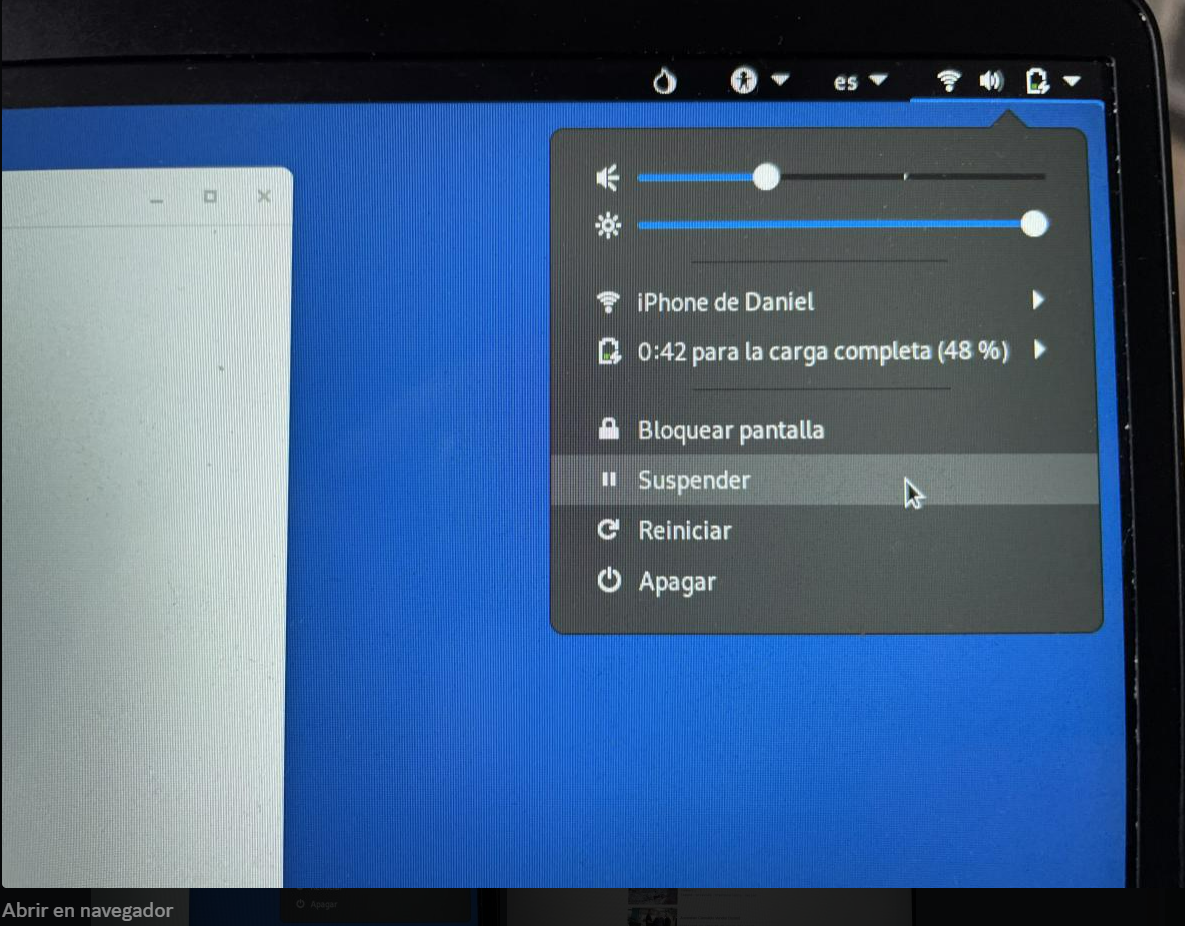 es
iPhone de Daniel
0:42 para la carga completa (48 %)
Bloquear pantalla
Suspender
Reiniciar
Apagar
Apagar
Abrir en navegador